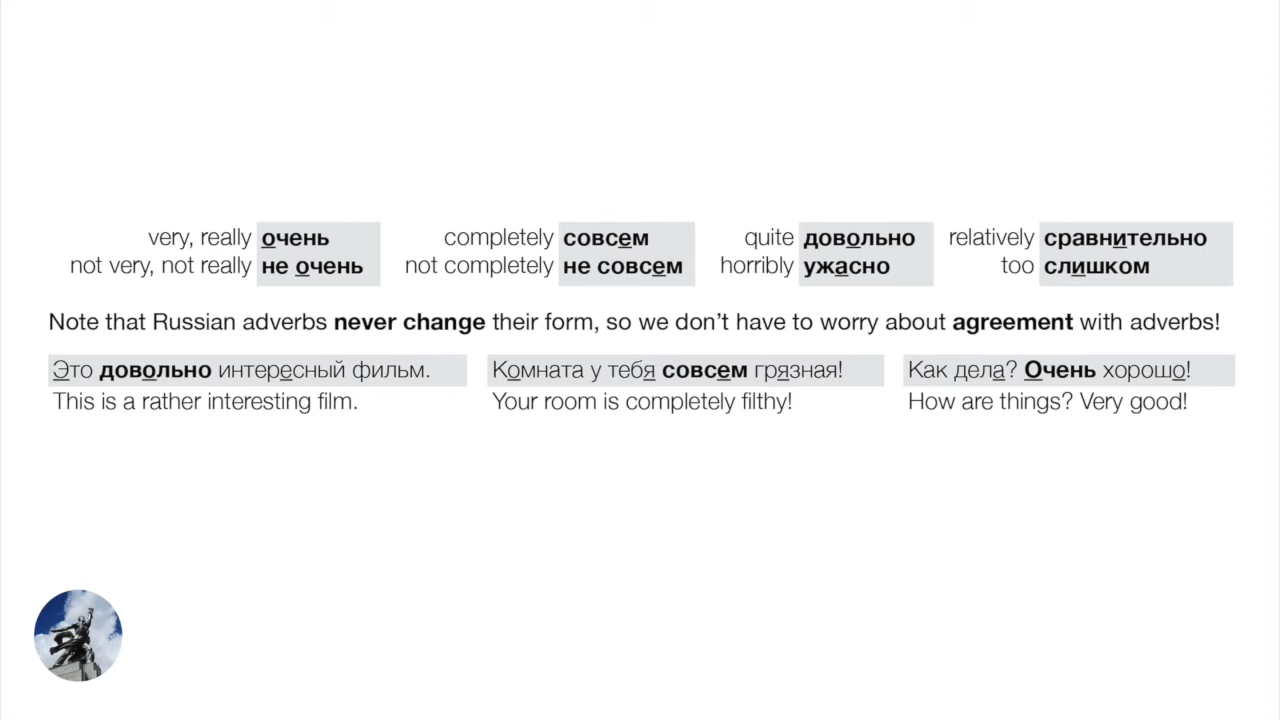 very, really очень completely совсем quite довольно relatively сравнительно
not very, not really не очень not completely не совсем horribly ужасно too слишком
Note that Russian adverbs never change their form, so we don't have to worry about agreement with adverbs!
Это довольно интересный фильм. Комната у тебя совсем грязная! Как дела? Очень хорошо!
This is a rather interesting film. Your room is completely filthy! How are things? Very good!